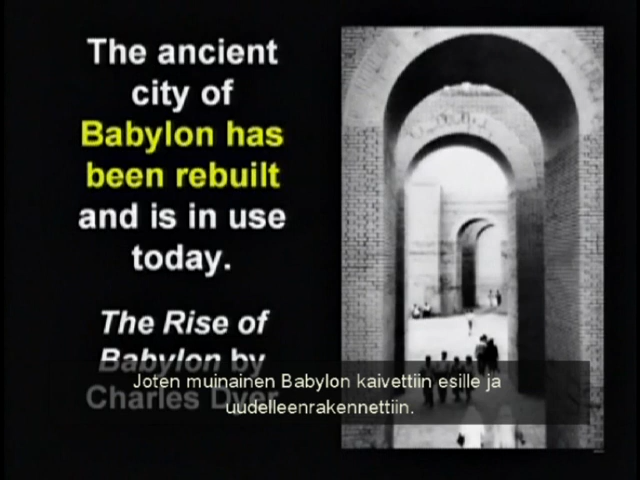 The ancient
city of
Babylon has
been rebuilt
and is in use
today.
The Rise of
Babylon by
Charles Dyer
Joten muinainen Babylon kaivettiin esille ja
uudelleenrakennettiin.